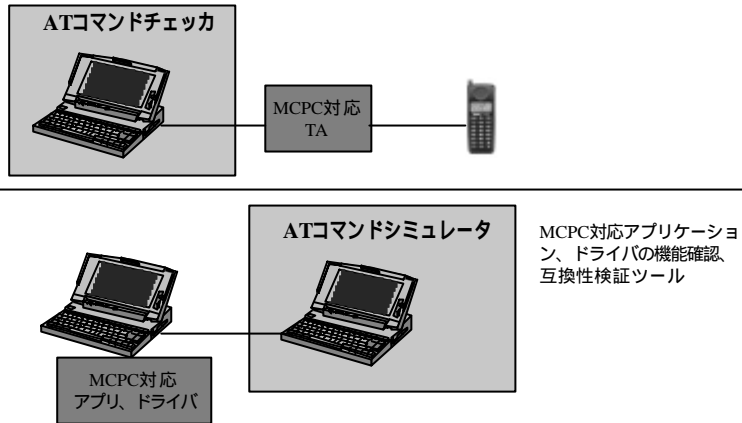 ATコマンドチェッカ
MCPC対応
TA
ATコマンドシミュレータ
MCPC対応アプリケーショ
ン、ドライバの機能確認、
互換性検証ツール
MCPC対応
アプリ、ドライバ